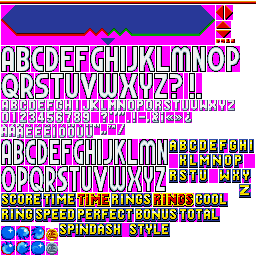 ABCDEFGHIJKLMNOP
QRSTUVWXYZ?!.
ABCDEFGHIJKLMNOPQRSTUVWXYZ
0123456789
ABCDEFGHIJKLMN
OPQRSTUVWXYZ
ABCDEFGH
KLMNOP
RSTU WXY
Z
SCORE TIME TIME RINGS RINGS COOL
RING SPEED PERFECT BONUS TOTAL
SPINDASH STYLE